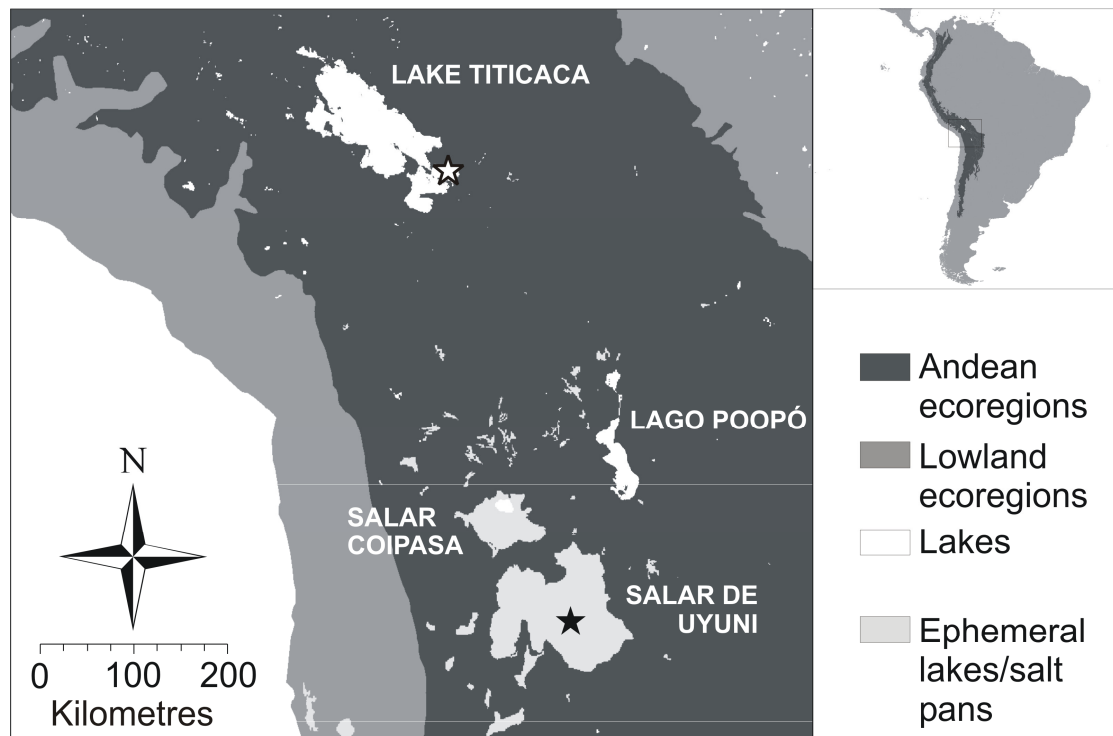 LAKE TITICACA
LAGO POOPÓ
SALAR
COIPASA
SALAR DE
UYUNI
N
0 100 200
Kilometres
Andean
ecoregions
Lowland
ecoregions
Lakes
Ephemeral
lakes/salt
pans